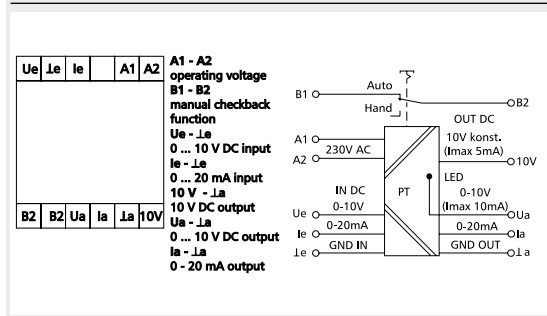 Ue ⊥e Ie A1 A2
B2 B2 Ua Ia ⊥a 10V
A1 - A2
operating voltage
B1 - B2
manual checkback
function
Ue - ⊥e
0 ... 10 V DC input
Ie - ⊥e
0 ... 20 mA input
10 V - ⊥a
10 V DC output
Ua - ⊥a
0 ... 10 V DC output
Ia - ⊥a
0 - 20 mA output
B1
Auto
Hand
B2
OUT DC
A1
A2
230V AC
10V konst.
(Imax 5mA)
10V
IN DC
PT
LED
0-10V
(Imax 10mA)
Ue
0-10V
Ua
Ie
0-20mA
0-20mA
Ia
⊥e
GND IN
GND OUT
⊥a